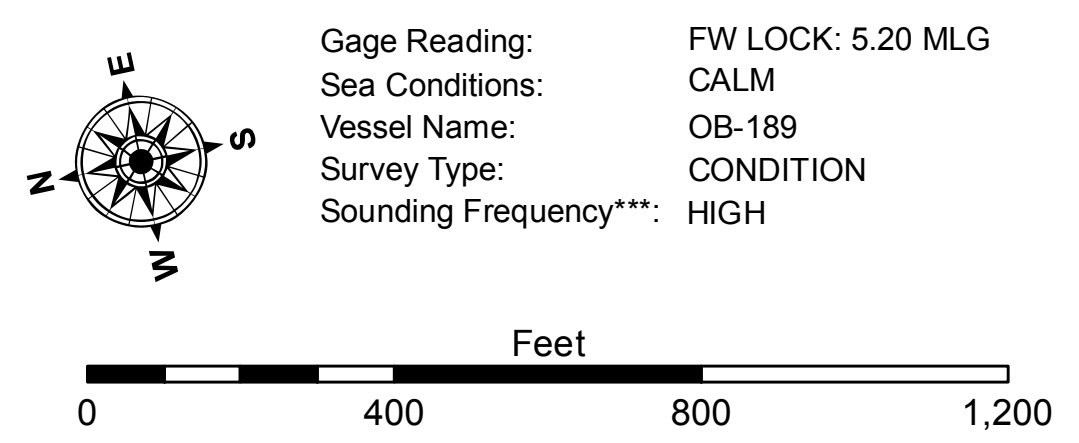 E
S
N
W
Gage Reading: FW LOCK: 5.20 MLG
Sea Conditions: CALM
Vessel Name: OB-189
Survey Type: CONDITION
Sounding Frequency***: HIGH
Feet
0 400 800 1,200